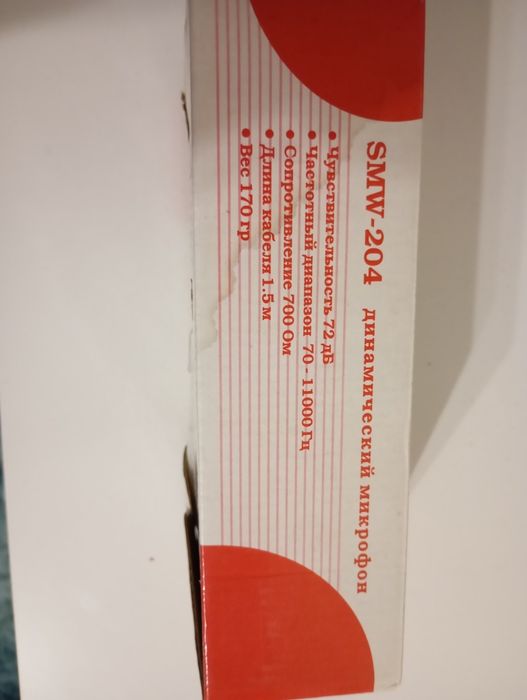 SMW-204 динамический микрофон
• Чувствительность 72 дБ
• Частотный диапазон 70 - 11000 Гц
• Сопротивление 700 Ом
• Длина кабеля 1.5 м
• Вес 170 гр